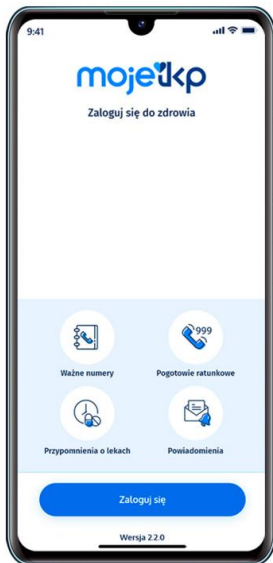 9:41
mojeikp
Zaloguj się do zdrowia
999
Ważne numery
Pogotowie ratunkowe
Przypomnienia o lekach
Powiadomienia
Zaloguj się
Wersja 2.2.0